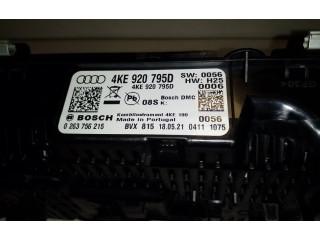 4KE 920 795D SW: 0056
4KE 920 795D HW: H25
0006
Pb 08S Bosch DMC
K:
BOSCH Kombiinstrument 4KE 100
Made in Portugal 0056
0 263 756 215 BVX 815 18.05.21 0411 1075